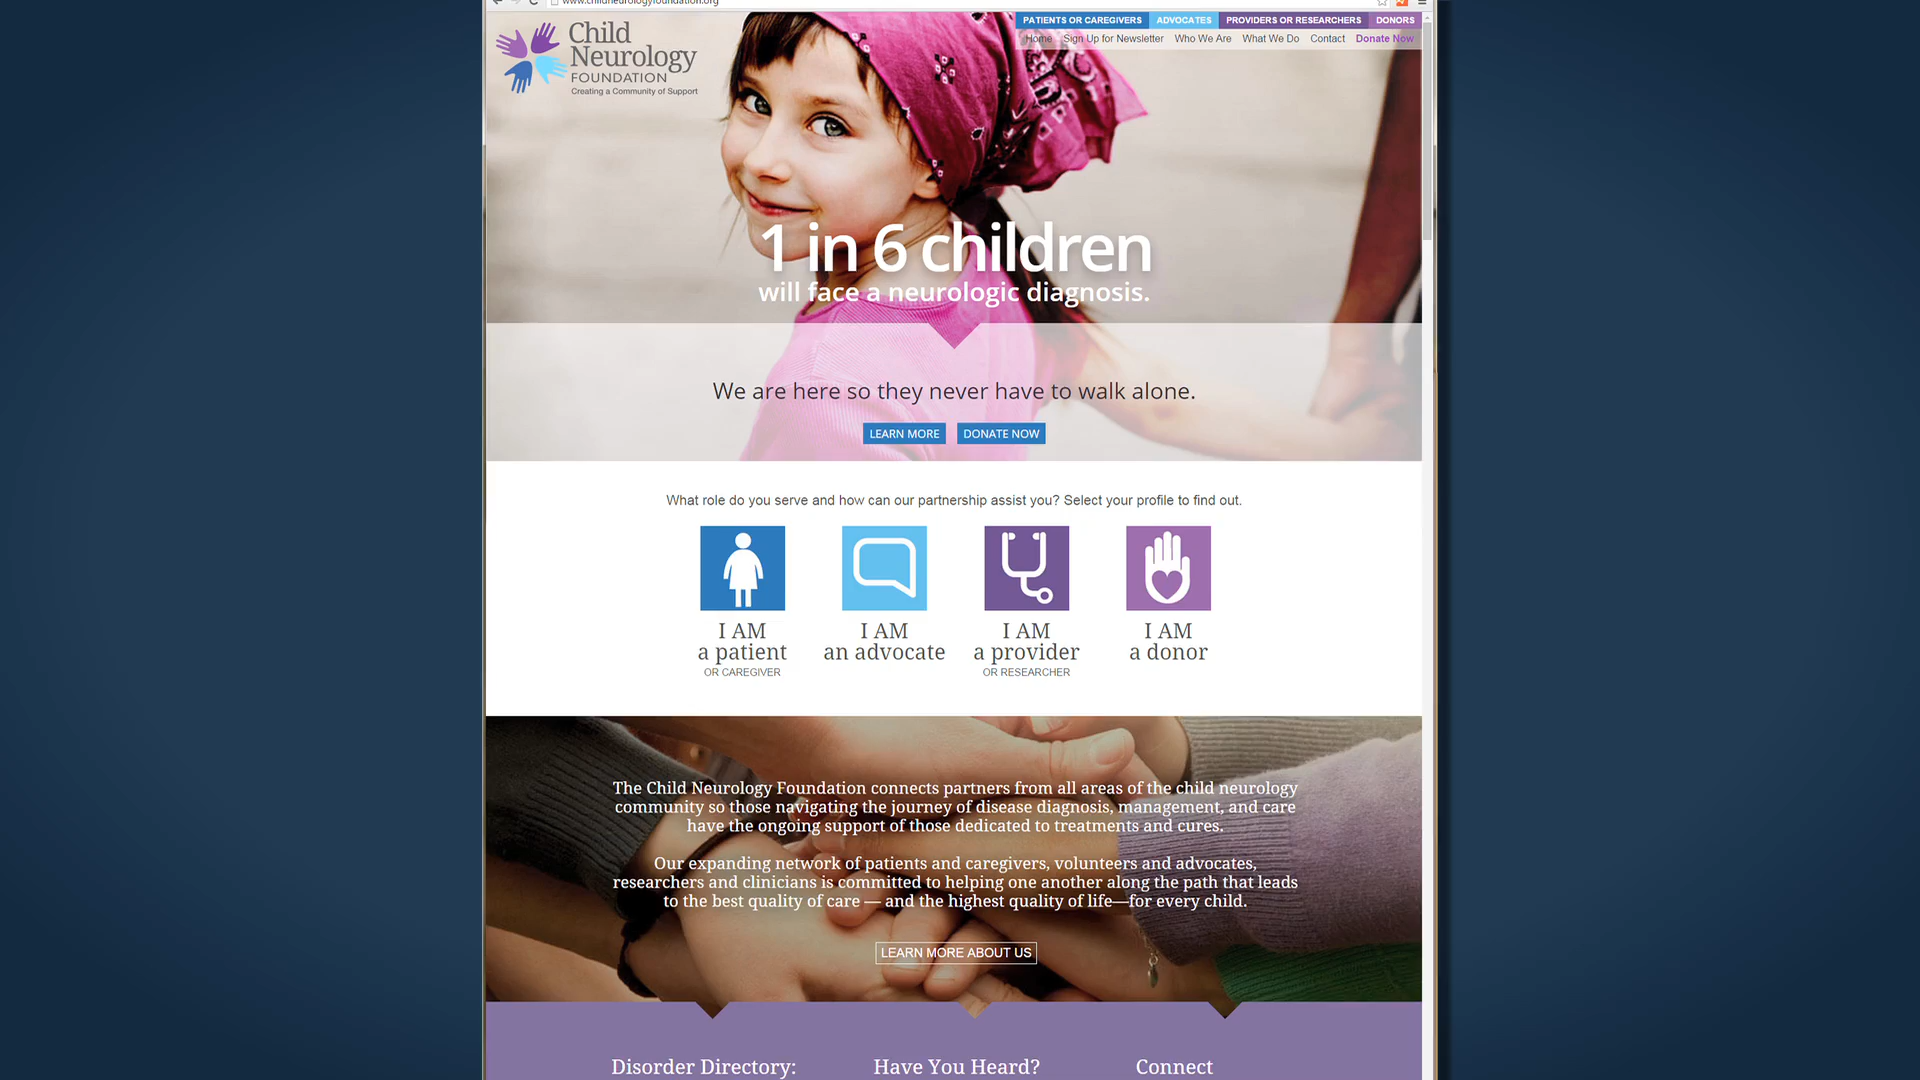 www.childneurologyfoundation.org
Child
Neurology
FOUNDATION
Creating a Community of Support
PATIENTS OR CAREGIVERS ADVOCATES PROVIDERS OR RESEARCHERS DONORS
Home Sign Up for Newsletter Who We Are What We Do Contact Donate Now
1 in 6 children
will face a neurologic diagnosis.
We are here so they never have to walk alone.
LEARN MORE DONATE NOW
What role do you serve and how can our partnership assist you? Select your profile to find out.
I AM
a patient
OR CAREGIVER
I AM
an advocate
I AM
a provider
OR RESEARCHER
I AM
a donor
The Child Neurology Foundation connects partners from all areas of the child neurology
community so those navigating the journey of disease diagnosis, management, and care
have the ongoing support of those dedicated to treatments and cures.
Our expanding network of patients and caregivers, volunteers and advocates,
researchers and clinicians is committed to helping one another along the path that leads
to the best quality of care — and the highest quality of life—for every child.
LEARN MORE ABOUT US
Disorder Directory:
Have You Heard?
Connect